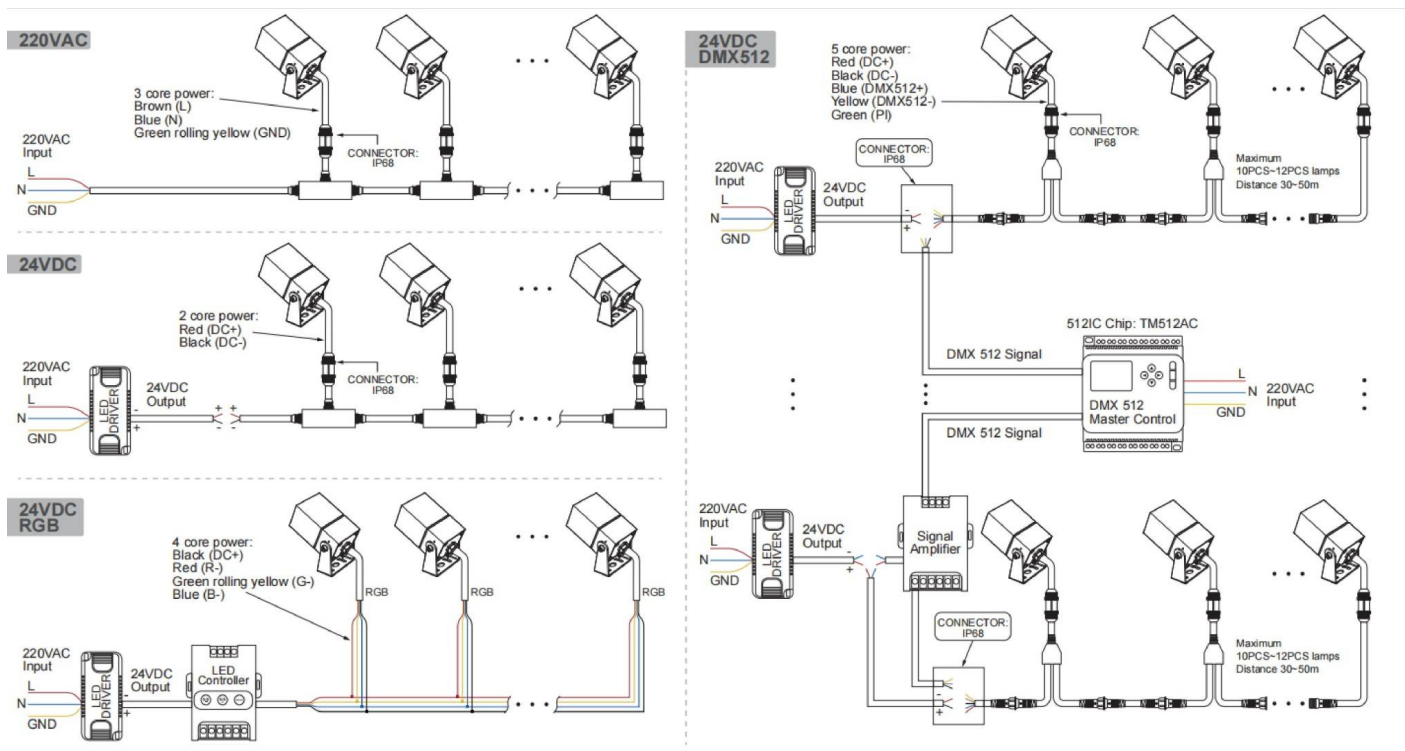 220VAC
3 core power:
Brown (L)
Blue (N)
Green rolling yellow (GND)
220VAC
Input
L
N
GND
CONNECTOR:
IP68
24VDC
2 core power:
Red (DC+)
Black (DC-)
220VAC
Input
L
N
GND
LED
DRIVER
24VDC
Output
-
+
+ +
- -
CONNECTOR:
IP68
24VDC
RGB
4 core power:
Black (DC+)
Red (R-)
Green rolling yellow (G-)
Blue (B-)
RGB
RGB
RGB
220VAC
Input
L
N
GND
LED
DRIVER
24VDC
Output
-
+
LED
Controller
24VDC
DMX512
5 core power:
Red (DC+)
Black (DC-)
Blue (DMX512+)
Yellow (DMX512-)
Green (PI)
CONNECTOR:
IP68
CONNECTOR:
IP68
220VAC
Input
L
N
GND
LED
DRIVER
24VDC
Output
-
+
Maximum
10PCS~12PCS lamps
Distance 30~50m
512IC Chip: TM512AC
DMX 512 Signal
DMX 512
Master Control
L
N
GND
220VAC
Input
DMX 512 Signal
220VAC
Input
L
N
GND
LED
DRIVER
24VDC
Output
-
+
Signal
Amplifier
CONNECTOR:
IP68
-
+
Maximum
10PCS~12PCS lamps
Distance 30~50m